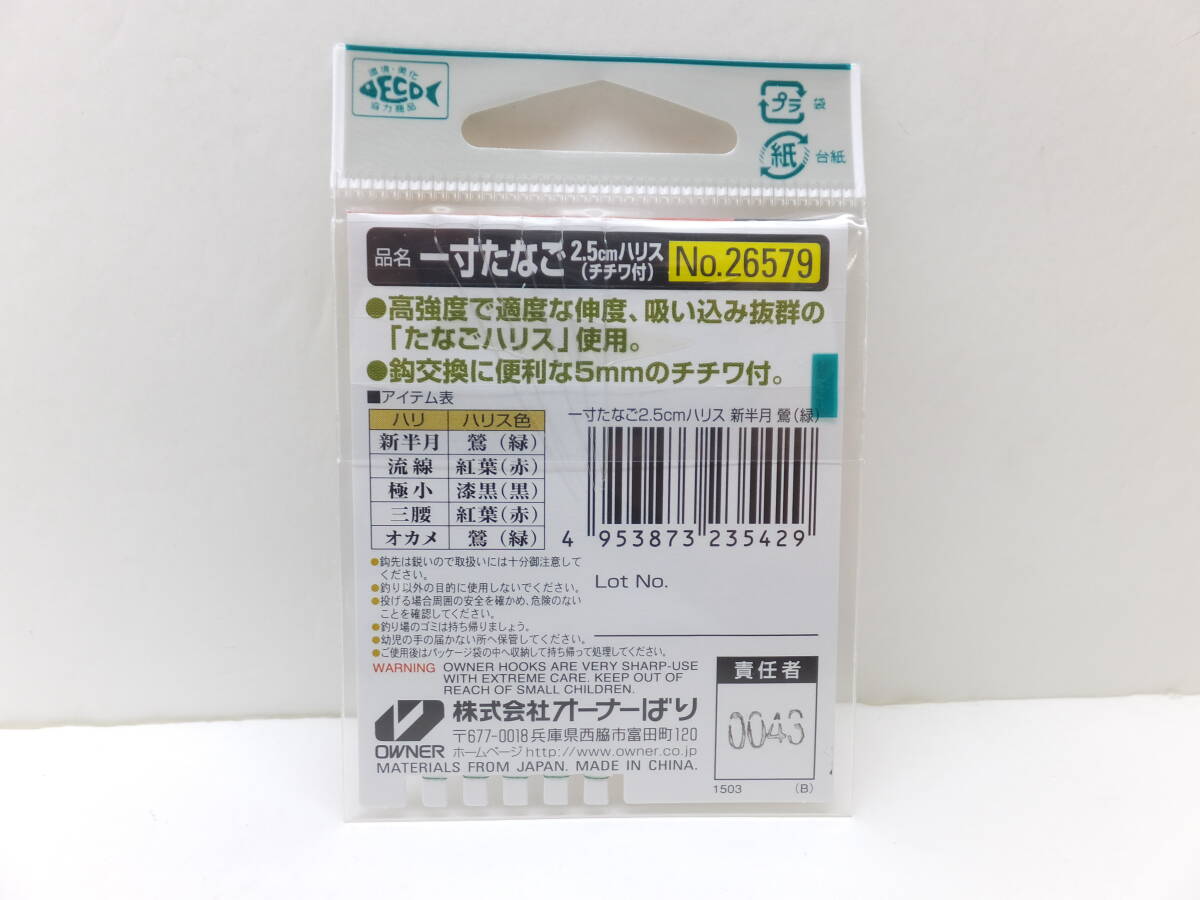 環境・美化
ECO
協力商品
プラ 袋
紙 台紙
品名 一寸たなご 2.5cmハリス (チチワ付) No.26579
●高強度で適度な伸度、吸い込み抜群の
「たなごハリス」使用。
●鈎交換に便利な5mmのチチワ付。
■アイテム表
ハリ ハリス色
新半月 鶯(緑)
流線 紅葉(赤)
極小 漆黒(黒)
三腰 紅葉(赤)
オカメ 鶯(緑)
一寸たなご2.5cmハリス 新半月 鶯(緑)
4 953873 235429
Lot No.
●鈎先は鋭いので取扱いには十分御注意して
ください。
●釣り以外の目的に使用しないでください。
●投げる場合周囲の安全を確かめ、危険のない
ことを確認してください。
●釣り場のゴミは持ち帰りましょう。
●幼児の手の届かない所へ保管してください。
●ご使用後はパッケージ袋の中へ収納して持ち帰って処理してください。
WARNING OWNER HOOKS ARE VERY SHARP-USE
WITH EXTREME CARE. KEEP OUT OF
REACH OF SMALL CHILDREN.
OWNER
株式会社オーナーばり
〒677-0018兵庫県西脇市富田町120
ホームページhttp://www.owner.co.jp
MATERIALS FROM JAPAN. MADE IN CHINA.
責任者
0043
1503 (B)